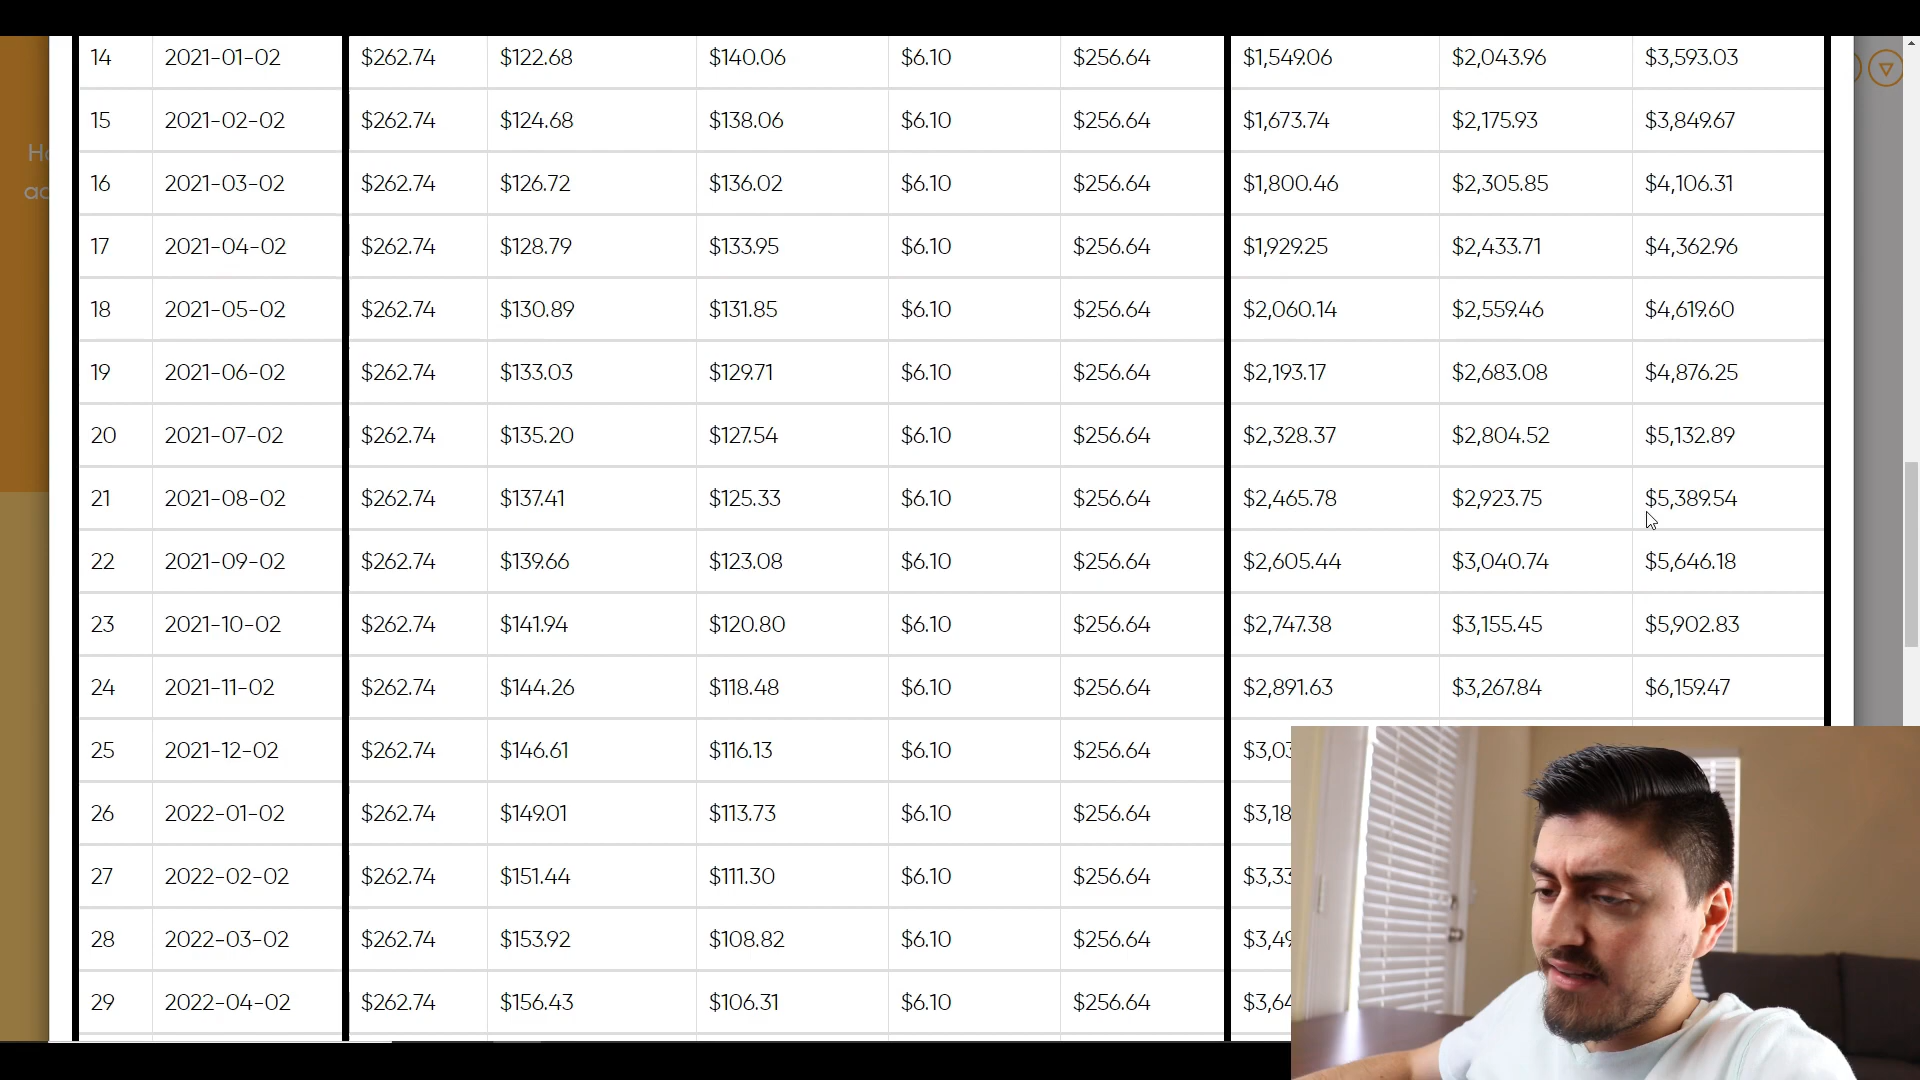 14 2021-01-02 $262.74 $122.68 $140.06 $6.10 $256.64 $1,549.06 $2,043.96 $3,593.03
15 2021-02-02 $262.74 $124.68 $138.06 $6.10 $256.64 $1,673.74 $2,175.93 $3,849.67
16 2021-03-02 $262.74 $126.72 $136.02 $6.10 $256.64 $1,800.46 $2,305.85 $4,106.31
17 2021-04-02 $262.74 $128.79 $133.95 $6.10 $256.64 $1,929.25 $2,433.71 $4,362.96
18 2021-05-02 $262.74 $130.89 $131.85 $6.10 $256.64 $2,060.14 $2,559.46 $4,619.60
19 2021-06-02 $262.74 $133.03 $129.71 $6.10 $256.64 $2,193.17 $2,683.08 $4,876.25
20 2021-07-02 $262.74 $135.20 $127.54 $6.10 $256.64 $2,328.37 $2,804.52 $5,132.89
21 2021-08-02 $262.74 $137.41 $125.33 $6.10 $256.64 $2,465.78 $2,923.75 $5,389.54
22 2021-09-02 $262.74 $139.66 $123.08 $6.10 $256.64 $2,605.44 $3,040.74 $5,646.18
23 2021-10-02 $262.74 $141.94 $120.80 $6.10 $256.64 $2,747.38 $3,155.45 $5,902.83
24 2021-11-02 $262.74 $144.26 $118.48 $6.10 $256.64 $2,891.63 $3,267.84 $6,159.47
25 2021-12-02 $262.74 $146.61 $116.13 $6.10 $256.64
26 2022-01-02 $262.74 $149.01 $113.73 $6.10 $256.64
27 2022-02-02 $262.74 $151.44 $111.30 $6.10 $256.64
28 2022-03-02 $262.74 $153.92 $108.82 $6.10 $256.64
29 2022-04-02 $262.74 $156.43 $106.31 $6.10 $256.64